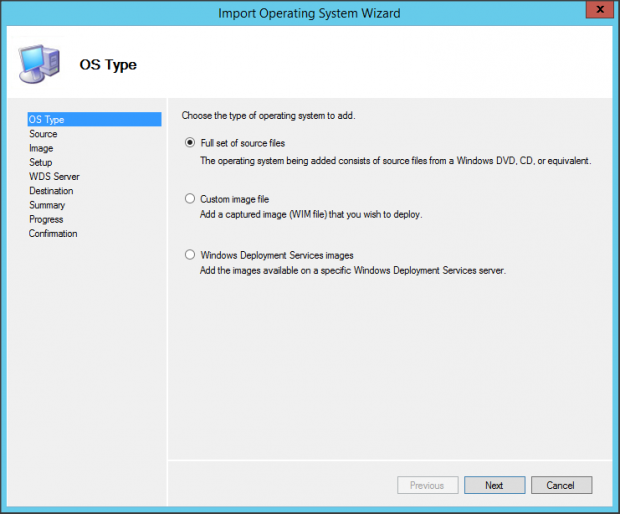 Import Operating System Wizard
x
OS Type
OS Type
Source
Image
Setup
WDS Server
Destination
Summary
Progress
Confirmation
Choose the type of operating system to add.
Full set of source files
The operating system being added consists of source files from a Windows DVD, CD, or equivalent.
Custom image file
Add a captured image (WIM file) that you wish to deploy.
Windows Deployment Services images
Add the images available on a specific Windows Deployment Services server.
Previous
Next
Cancel